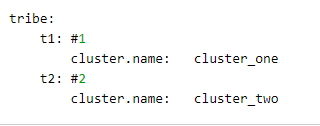 tribe:
    t1: #1
        cluster.name:   cluster_one
    t2: #2
        cluster.name:   cluster_two